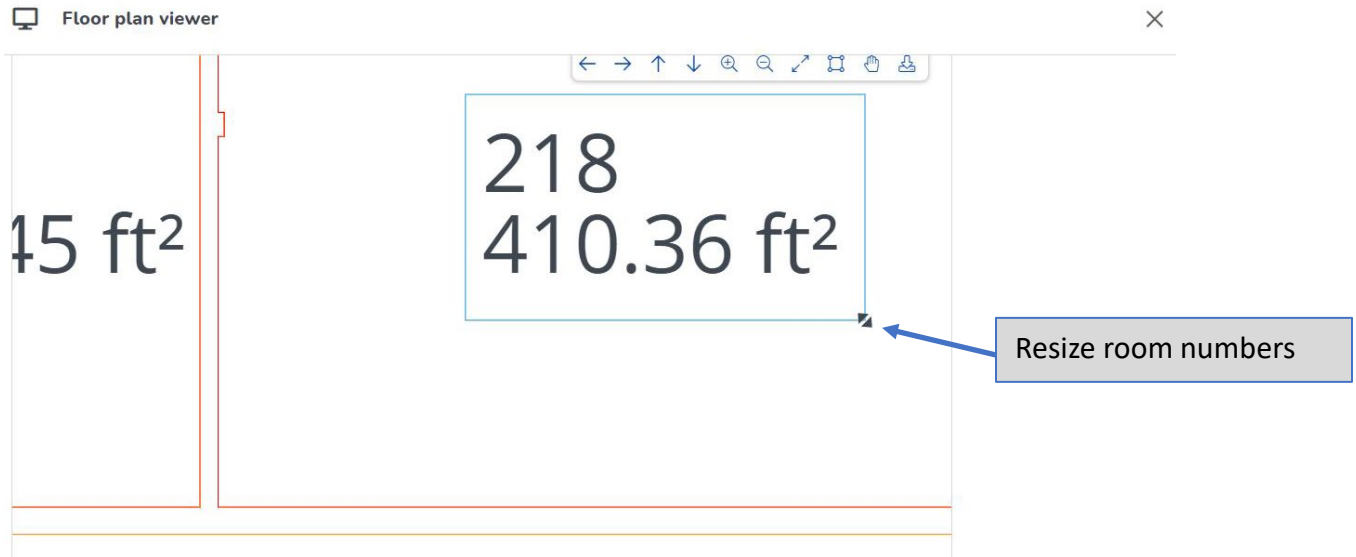 Floor plan viewer
218
45 ft²
410.36 ft²
Resize room numbers